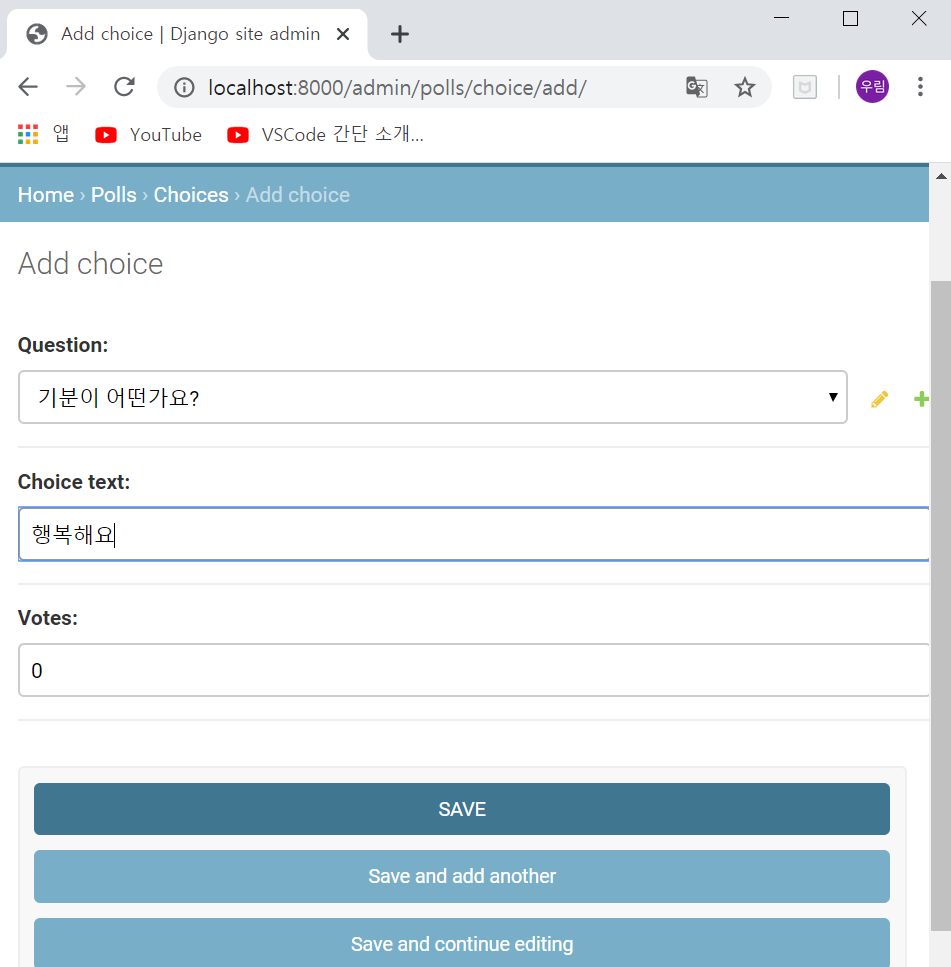 Add choice | Django site admin
localhost:8000/admin/polls/choice/add/
우림
앱 YouTube VSCode 간단 소개...
Home › Polls › Choices › Add choice
Add choice
Question:
기분이 어떤가요?
Choice text:
행복해요
Votes:
0
SAVE
Save and add another
Save and continue editing